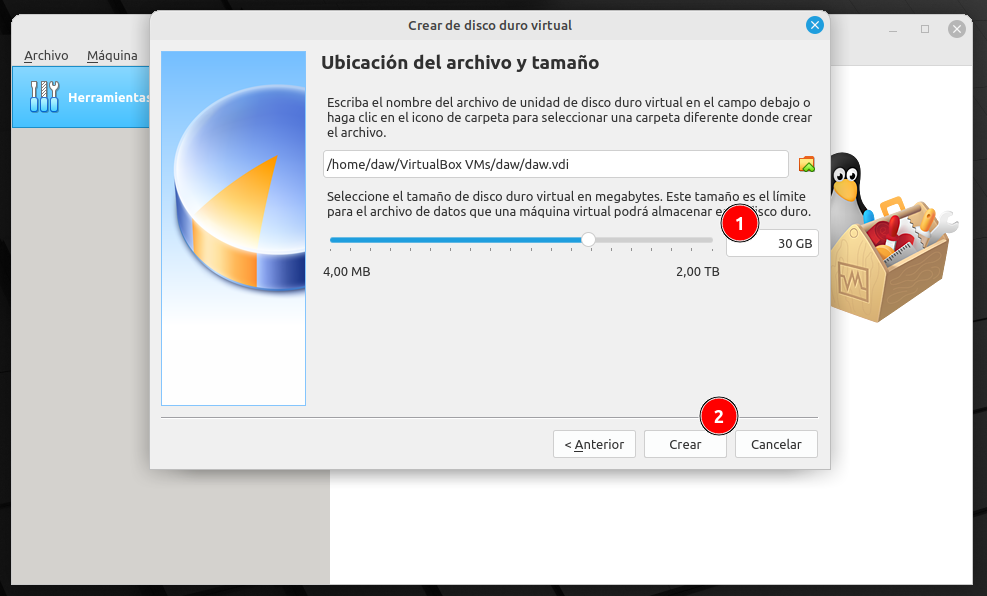 Crear de disco duro virtual
Archivo Máquina
Herramientas
Ubicación del archivo y tamaño
Escriba el nombre del archivo de unidad de disco duro virtual en el campo debajo o
haga clic en el icono de carpeta para seleccionar una carpeta diferente donde crear
el archivo.
/home/daw/VirtualBox VMs/daw/daw.vdi
Seleccione el tamaño de disco duro virtual en megabytes. Este tamaño es el límite
para el archivo de datos que una máquina virtual podrá almacenar disco duro.
1
30 GB
4,00 MB 2,00 TB
2
< Anterior Crear Cancelar